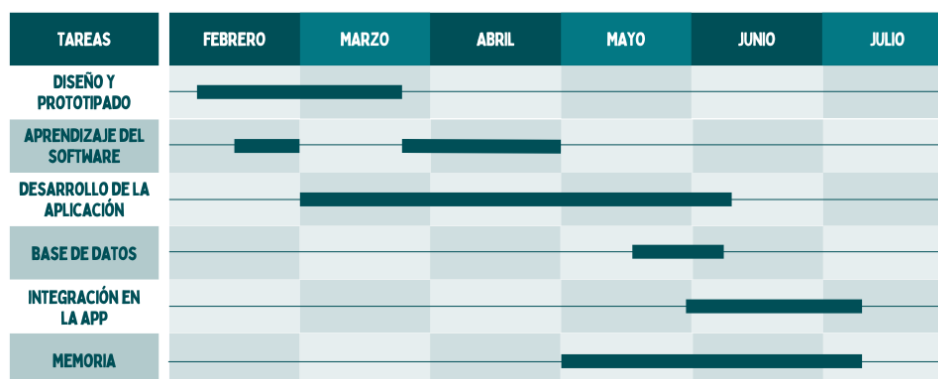 TAREAS
FEBRERO
MARZO
ABRIL
MAYO
JUNIO
JULIO
DISEÑO Y
PROTOTIPADO
APRENDIZAJE DEL
SOFTWARE
DESARROLLO DE LA
APLICACIÓN
BASE DE DATOS
INTEGRACIÓN EN
LA APP
MEMORIA